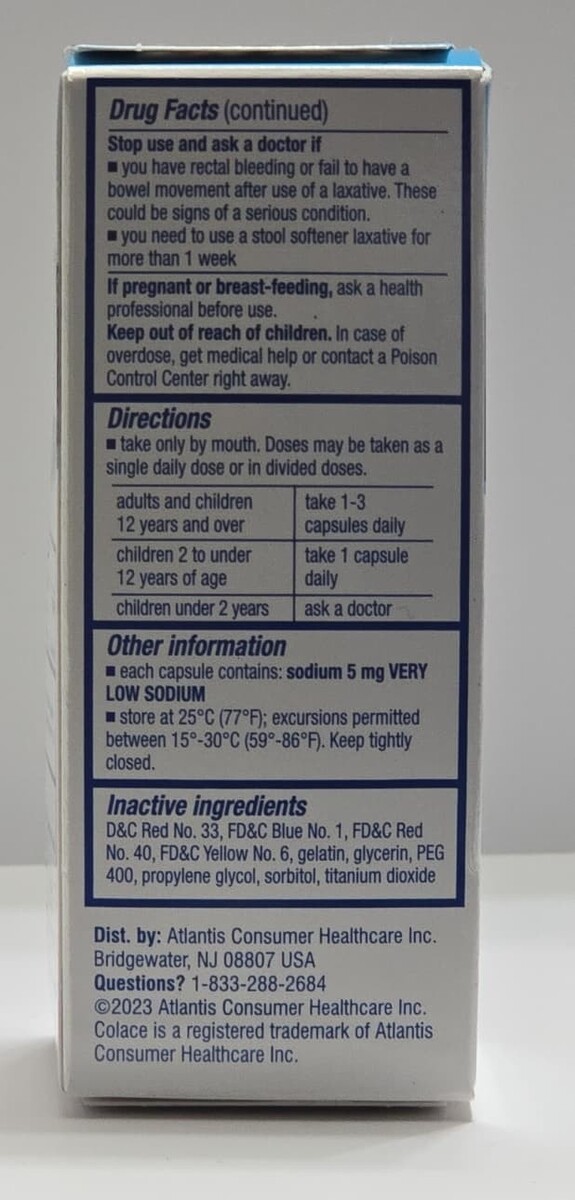 Drug Facts (continued)
Stop use and ask a doctor if
■ you have rectal bleeding or fail to have a
bowel movement after use of a laxative. These
could be signs of a serious condition.
■ you need to use a stool softener laxative for
more than 1 week
If pregnant or breast-feeding, ask a health
professional before use.
Keep out of reach of children. In case of
overdose, get medical help or contact a Poison
Control Center right away.
Directions
■ take only by mouth. Doses may be taken as a
single daily dose or in divided doses.
adults and children take 1-3
12 years and over capsules daily
children 2 to under take 1 capsule
12 years of age daily
children under 2 years ask a doctor
Other information
■ each capsule contains: sodium 5 mg VERY
LOW SODIUM
■ store at 25°C (77°F); excursions permitted
between 15°-30°C (59°-86°F). Keep tightly
closed.
Inactive ingredients
D&C Red No. 33, FD&C Blue No. 1, FD&C Red
No. 40, FD&C Yellow No. 6, gelatin, glycerin, PEG
400, propylene glycol, sorbitol, titanium dioxide
Dist. by: Atlantis Consumer Healthcare Inc.
Bridgewater, NJ 08807 USA
Questions? 1-833-288-2684
©2023 Atlantis Consumer Healthcare Inc.
Colace is a registered trademark of Atlantis
Consumer Healthcare Inc.